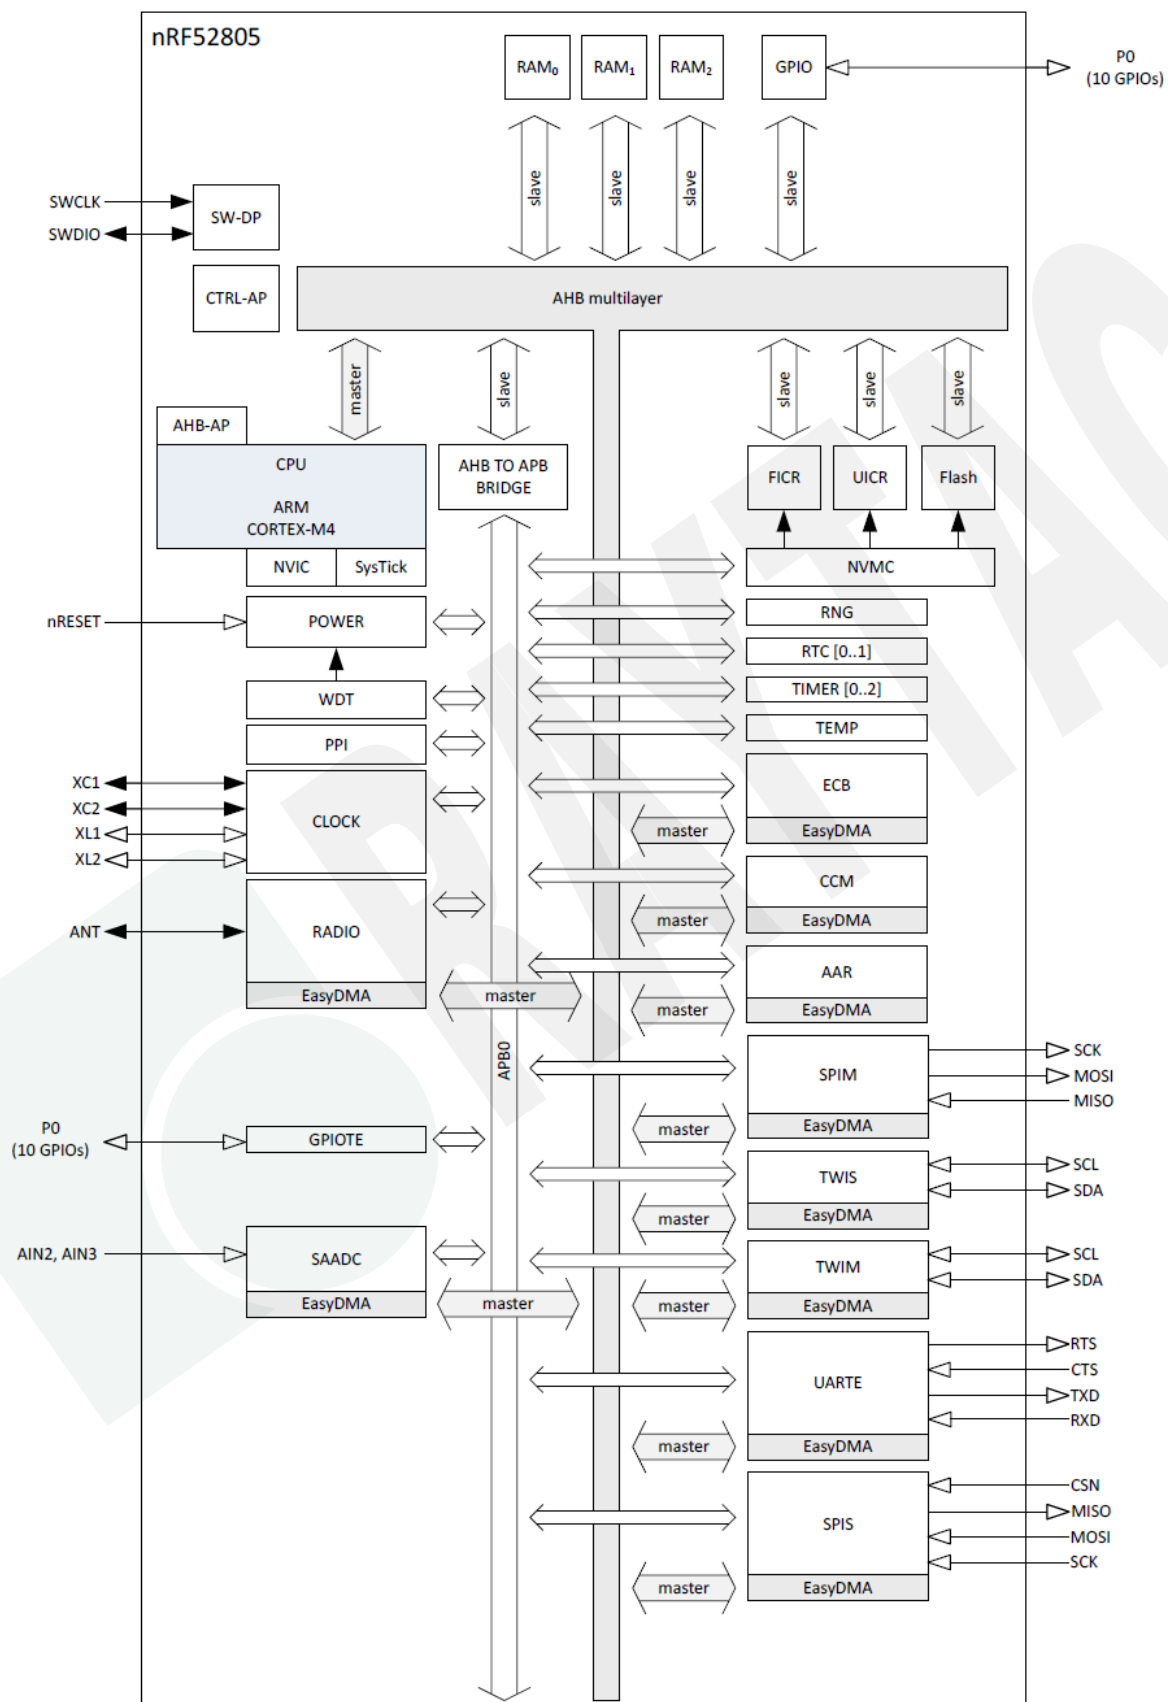 nRF52805
RAM0
RAM1
RAM2
GPIO
P0
(10 GPIOs)
slave
slave
slave
slave
SWCLK
SWDIO
SW-DP
CTRL-AP
AHB multilayer
master
slave
slave
slave
slave
AHB-AP
CPU
ARM
CORTEX-M4
NVIC
SysTick
AHB TO APB
BRIDGE
FICR
UICR
Flash
NVMC
nRESET
POWER
RNG
RTC [0..1]
WDT
TIMER [0..2]
PPI
TEMP
XC1
XC2
XL1
XL2
CLOCK
ECB
master
EasyDMA
CCM
master
EasyDMA
ANT
RADIO
EasyDMA
master
AAR
master
EasyDMA
APB0
SPIM
master
EasyDMA
SCK
MOSI
MISO
P0
(10 GPIOs)
GPIOTE
TWIS
master
EasyDMA
SCL
SDA
AIN2, AIN3
SAADC
EasyDMA
master
TWIM
master
EasyDMA
SCL
SDA
UARTE
master
EasyDMA
RTS
CTS
TXD
RXD
SPIS
master
EasyDMA
CSN
MISO
MOSI
SCK
RAYTAC